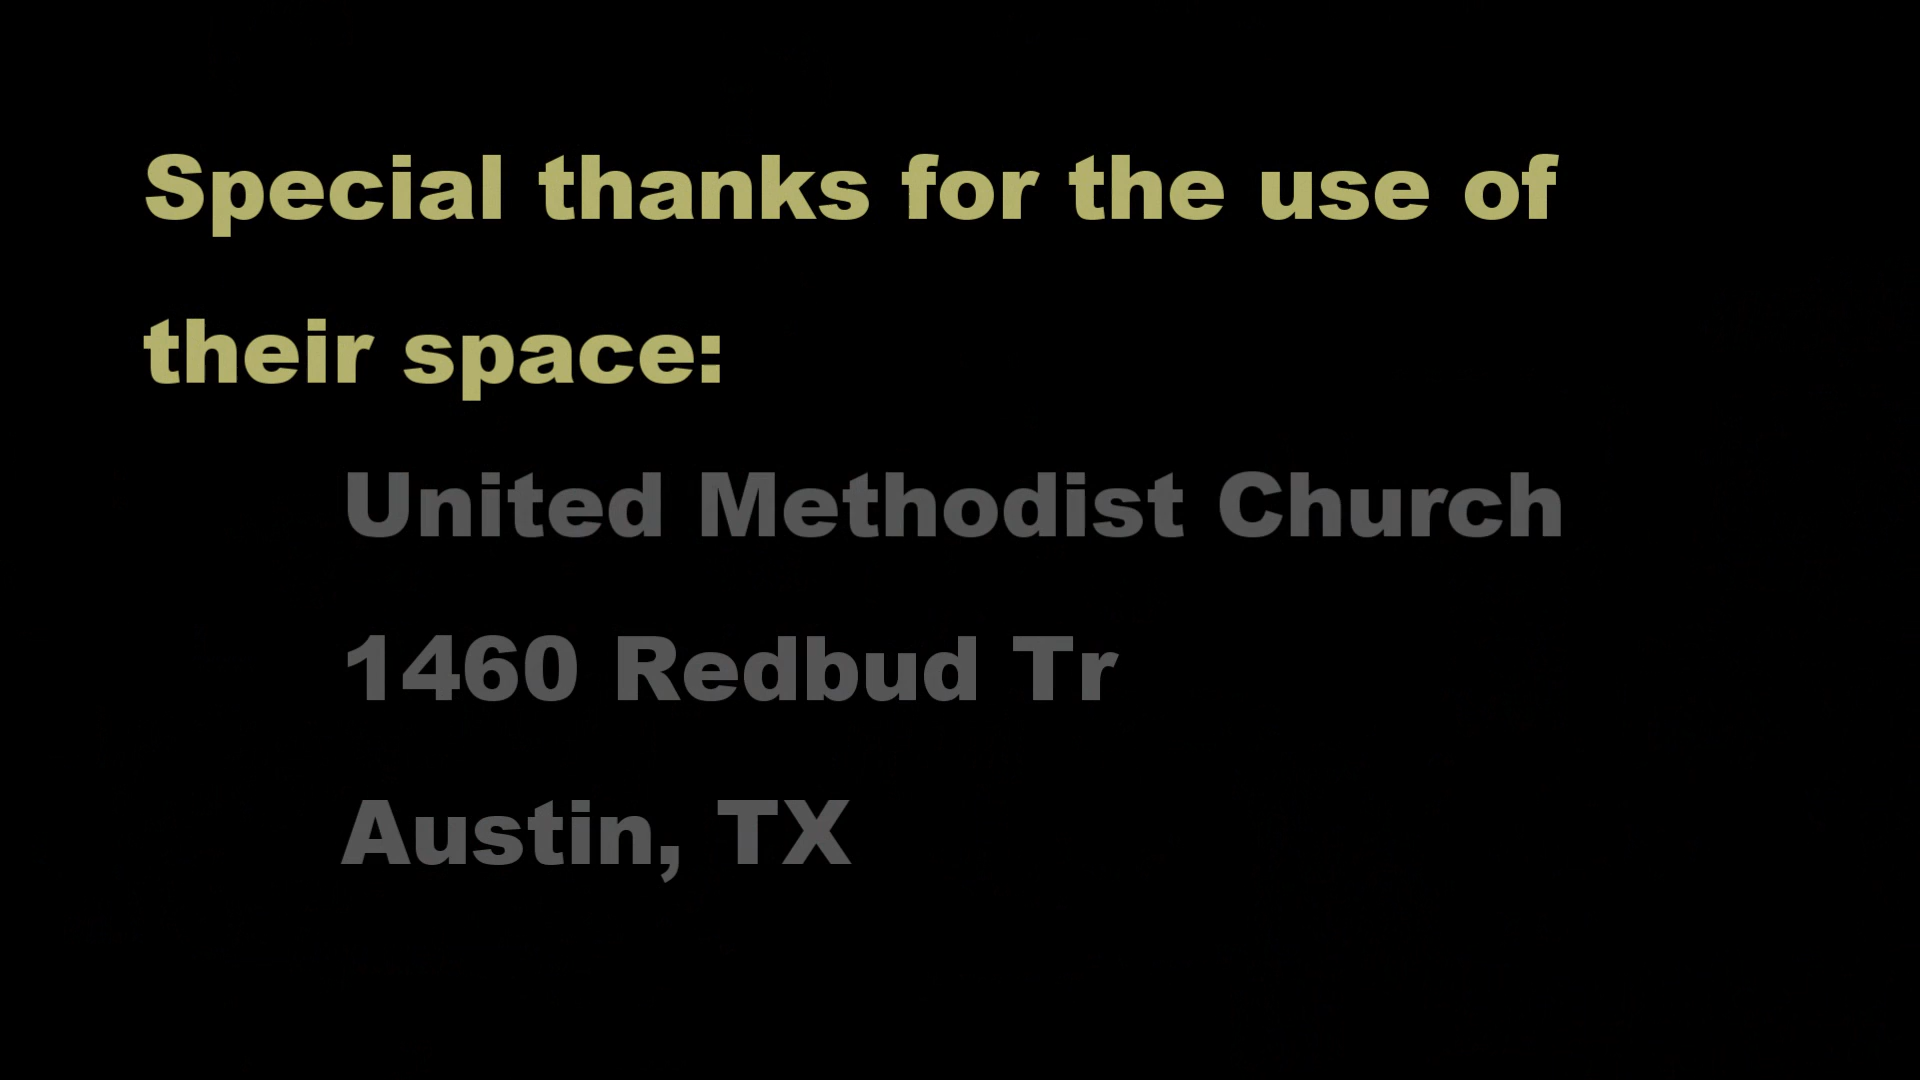 Special thanks for the use of
their space:
United Methodist Church
1460 Redbud Tr
Austin, TX